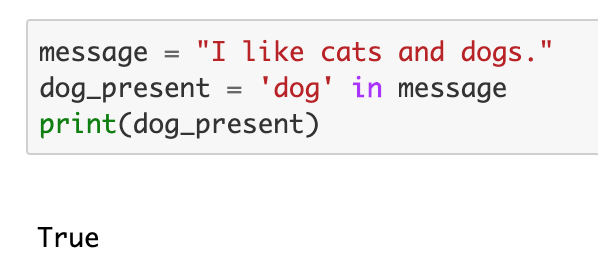 message = "I like cats and dogs."
dog_present = 'dog' in message
print(dog_present)
True